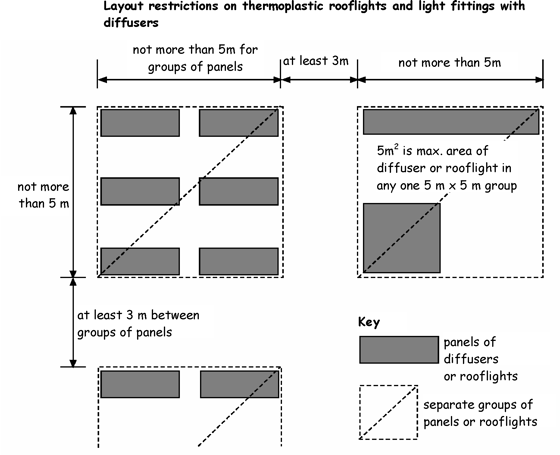 Layout restrictions on thermoplastic rooflights and light fittings with
diffusers
not more than 5m for
groups of panels
at least 3m
not more than 5m
not more
than 5 m
5m² is max. area of
diffuser or rooflight in
any one 5 m x 5 m group
at least 3 m between
groups of panels
Key
panels of
diffusers
or rooflights
separate groups of
panels or rooflights